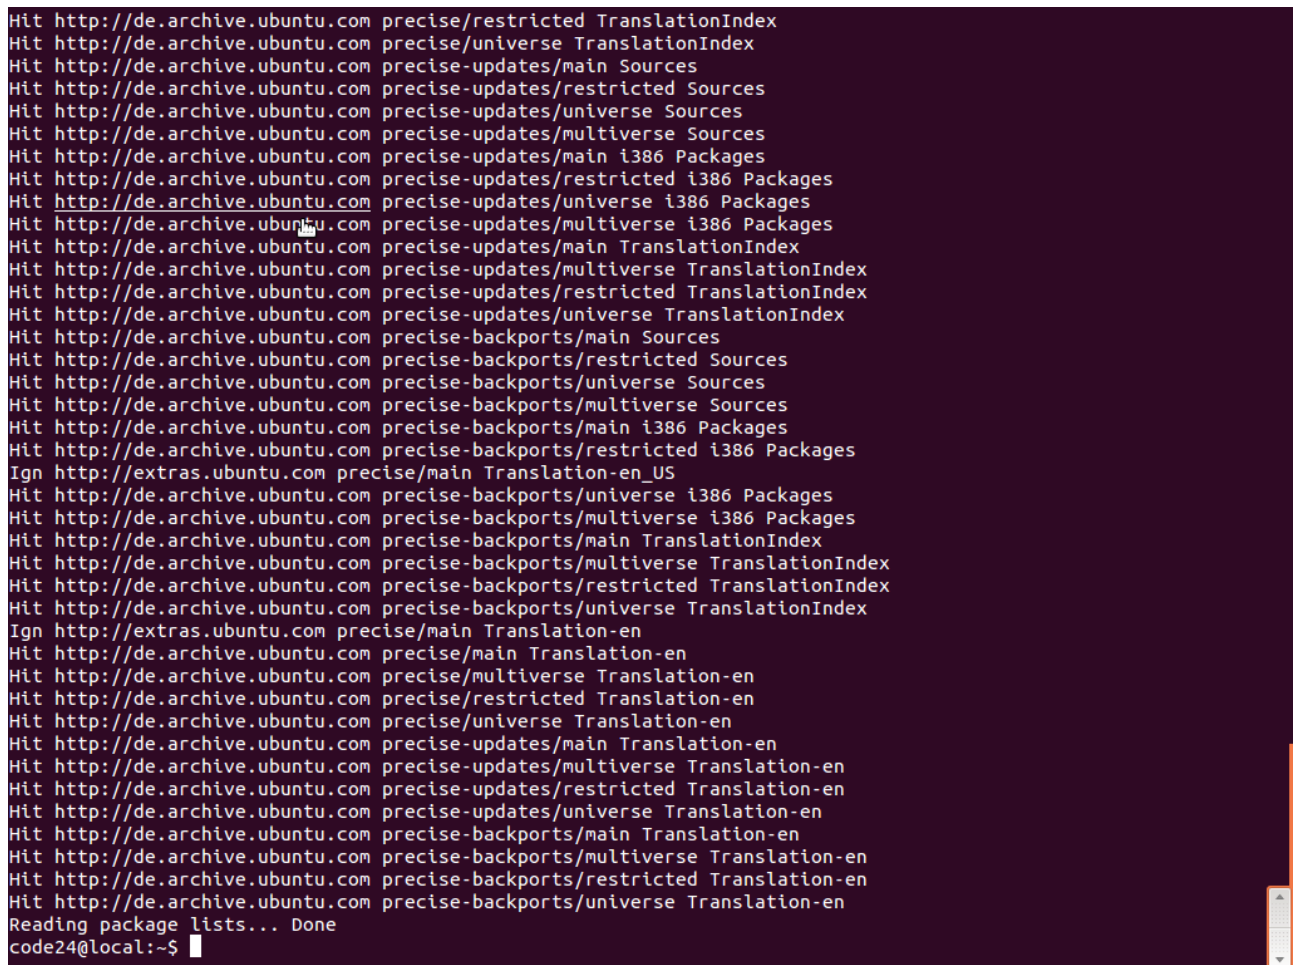 Hit http://de.archive.ubuntu.com precise/restricted TranslationIndex
Hit http://de.archive.ubuntu.com precise/universe TranslationIndex
Hit http://de.archive.ubuntu.com precise-updates/main Sources
Hit http://de.archive.ubuntu.com precise-updates/restricted Sources
Hit http://de.archive.ubuntu.com precise-updates/universe Sources
Hit http://de.archive.ubuntu.com precise-updates/multiverse Sources
Hit http://de.archive.ubuntu.com precise-updates/main i386 Packages
Hit http://de.archive.ubuntu.com precise-updates/restricted i386 Packages
Hit http://de.archive.ubuntu.com precise-updates/universe i386 Packages
Hit http://de.archive.ubuntu.com precise-updates/multiverse i386 Packages
Hit http://de.archive.ubuntu.com precise-updates/main TranslationIndex
Hit http://de.archive.ubuntu.com precise-updates/multiverse TranslationIndex
Hit http://de.archive.ubuntu.com precise-updates/restricted TranslationIndex
Hit http://de.archive.ubuntu.com precise-updates/universe TranslationIndex
Hit http://de.archive.ubuntu.com precise-backports/main Sources
Hit http://de.archive.ubuntu.com precise-backports/restricted Sources
Hit http://de.archive.ubuntu.com precise-backports/universe Sources
Hit http://de.archive.ubuntu.com precise-backports/multiverse Sources
Hit http://de.archive.ubuntu.com precise-backports/main i386 Packages
Hit http://de.archive.ubuntu.com precise-backports/restricted i386 Packages
Ign http://extras.ubuntu.com precise/main Translation-en_US
Hit http://de.archive.ubuntu.com precise-backports/universe i386 Packages
Hit http://de.archive.ubuntu.com precise-backports/multiverse i386 Packages
Hit http://de.archive.ubuntu.com precise-backports/main TranslationIndex
Hit http://de.archive.ubuntu.com precise-backports/multiverse TranslationIndex
Hit http://de.archive.ubuntu.com precise-backports/restricted TranslationIndex
Hit http://de.archive.ubuntu.com precise-backports/universe TranslationIndex
Ign http://extras.ubuntu.com precise/main Translation-en
Hit http://de.archive.ubuntu.com precise/main Translation-en
Hit http://de.archive.ubuntu.com precise/multiverse Translation-en
Hit http://de.archive.ubuntu.com precise/restricted Translation-en
Hit http://de.archive.ubuntu.com precise/universe Translation-en
Hit http://de.archive.ubuntu.com precise-updates/main Translation-en
Hit http://de.archive.ubuntu.com precise-updates/multiverse Translation-en
Hit http://de.archive.ubuntu.com precise-updates/restricted Translation-en
Hit http://de.archive.ubuntu.com precise-updates/universe Translation-en
Hit http://de.archive.ubuntu.com precise-backports/main Translation-en
Hit http://de.archive.ubuntu.com precise-backports/multiverse Translation-en
Hit http://de.archive.ubuntu.com precise-backports/restricted Translation-en
Hit http://de.archive.ubuntu.com precise-backports/universe Translation-en
Reading package lists... Done
code24@local:~$